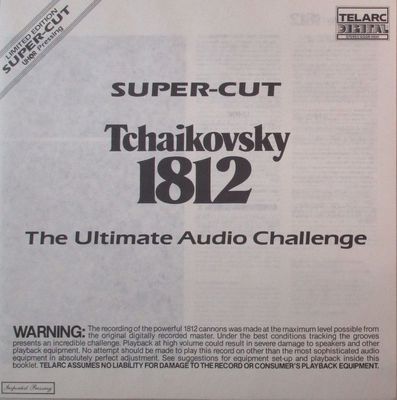 LIMITED EDITION
SUPER-CUT
UHQR Pressing
TELARC
DIGITAL
SUPER-CUT
Tchaikovsky
1812
The Ultimate Audio Challenge
WARNING: The recording of the powerful 1812 cannons was made at the maximum level possible from
the original digitally recorded master. Under the best conditions tracking the grooves
presents an incredible challenge. Playback at high volume could result in severe damage to speakers and other
playback equipment. No attempt should be made to play this record on other than the most sophisticated audio
equipment in absolutely perfect adjustment. See suggestions for equipment set-up and playback inside this
booklet. TELARC ASSUMES NO LIABILITY FOR DAMAGE TO THE RECORD OR CONSUMER'S PLAYBACK EQUIPMENT.
Imported Pressing